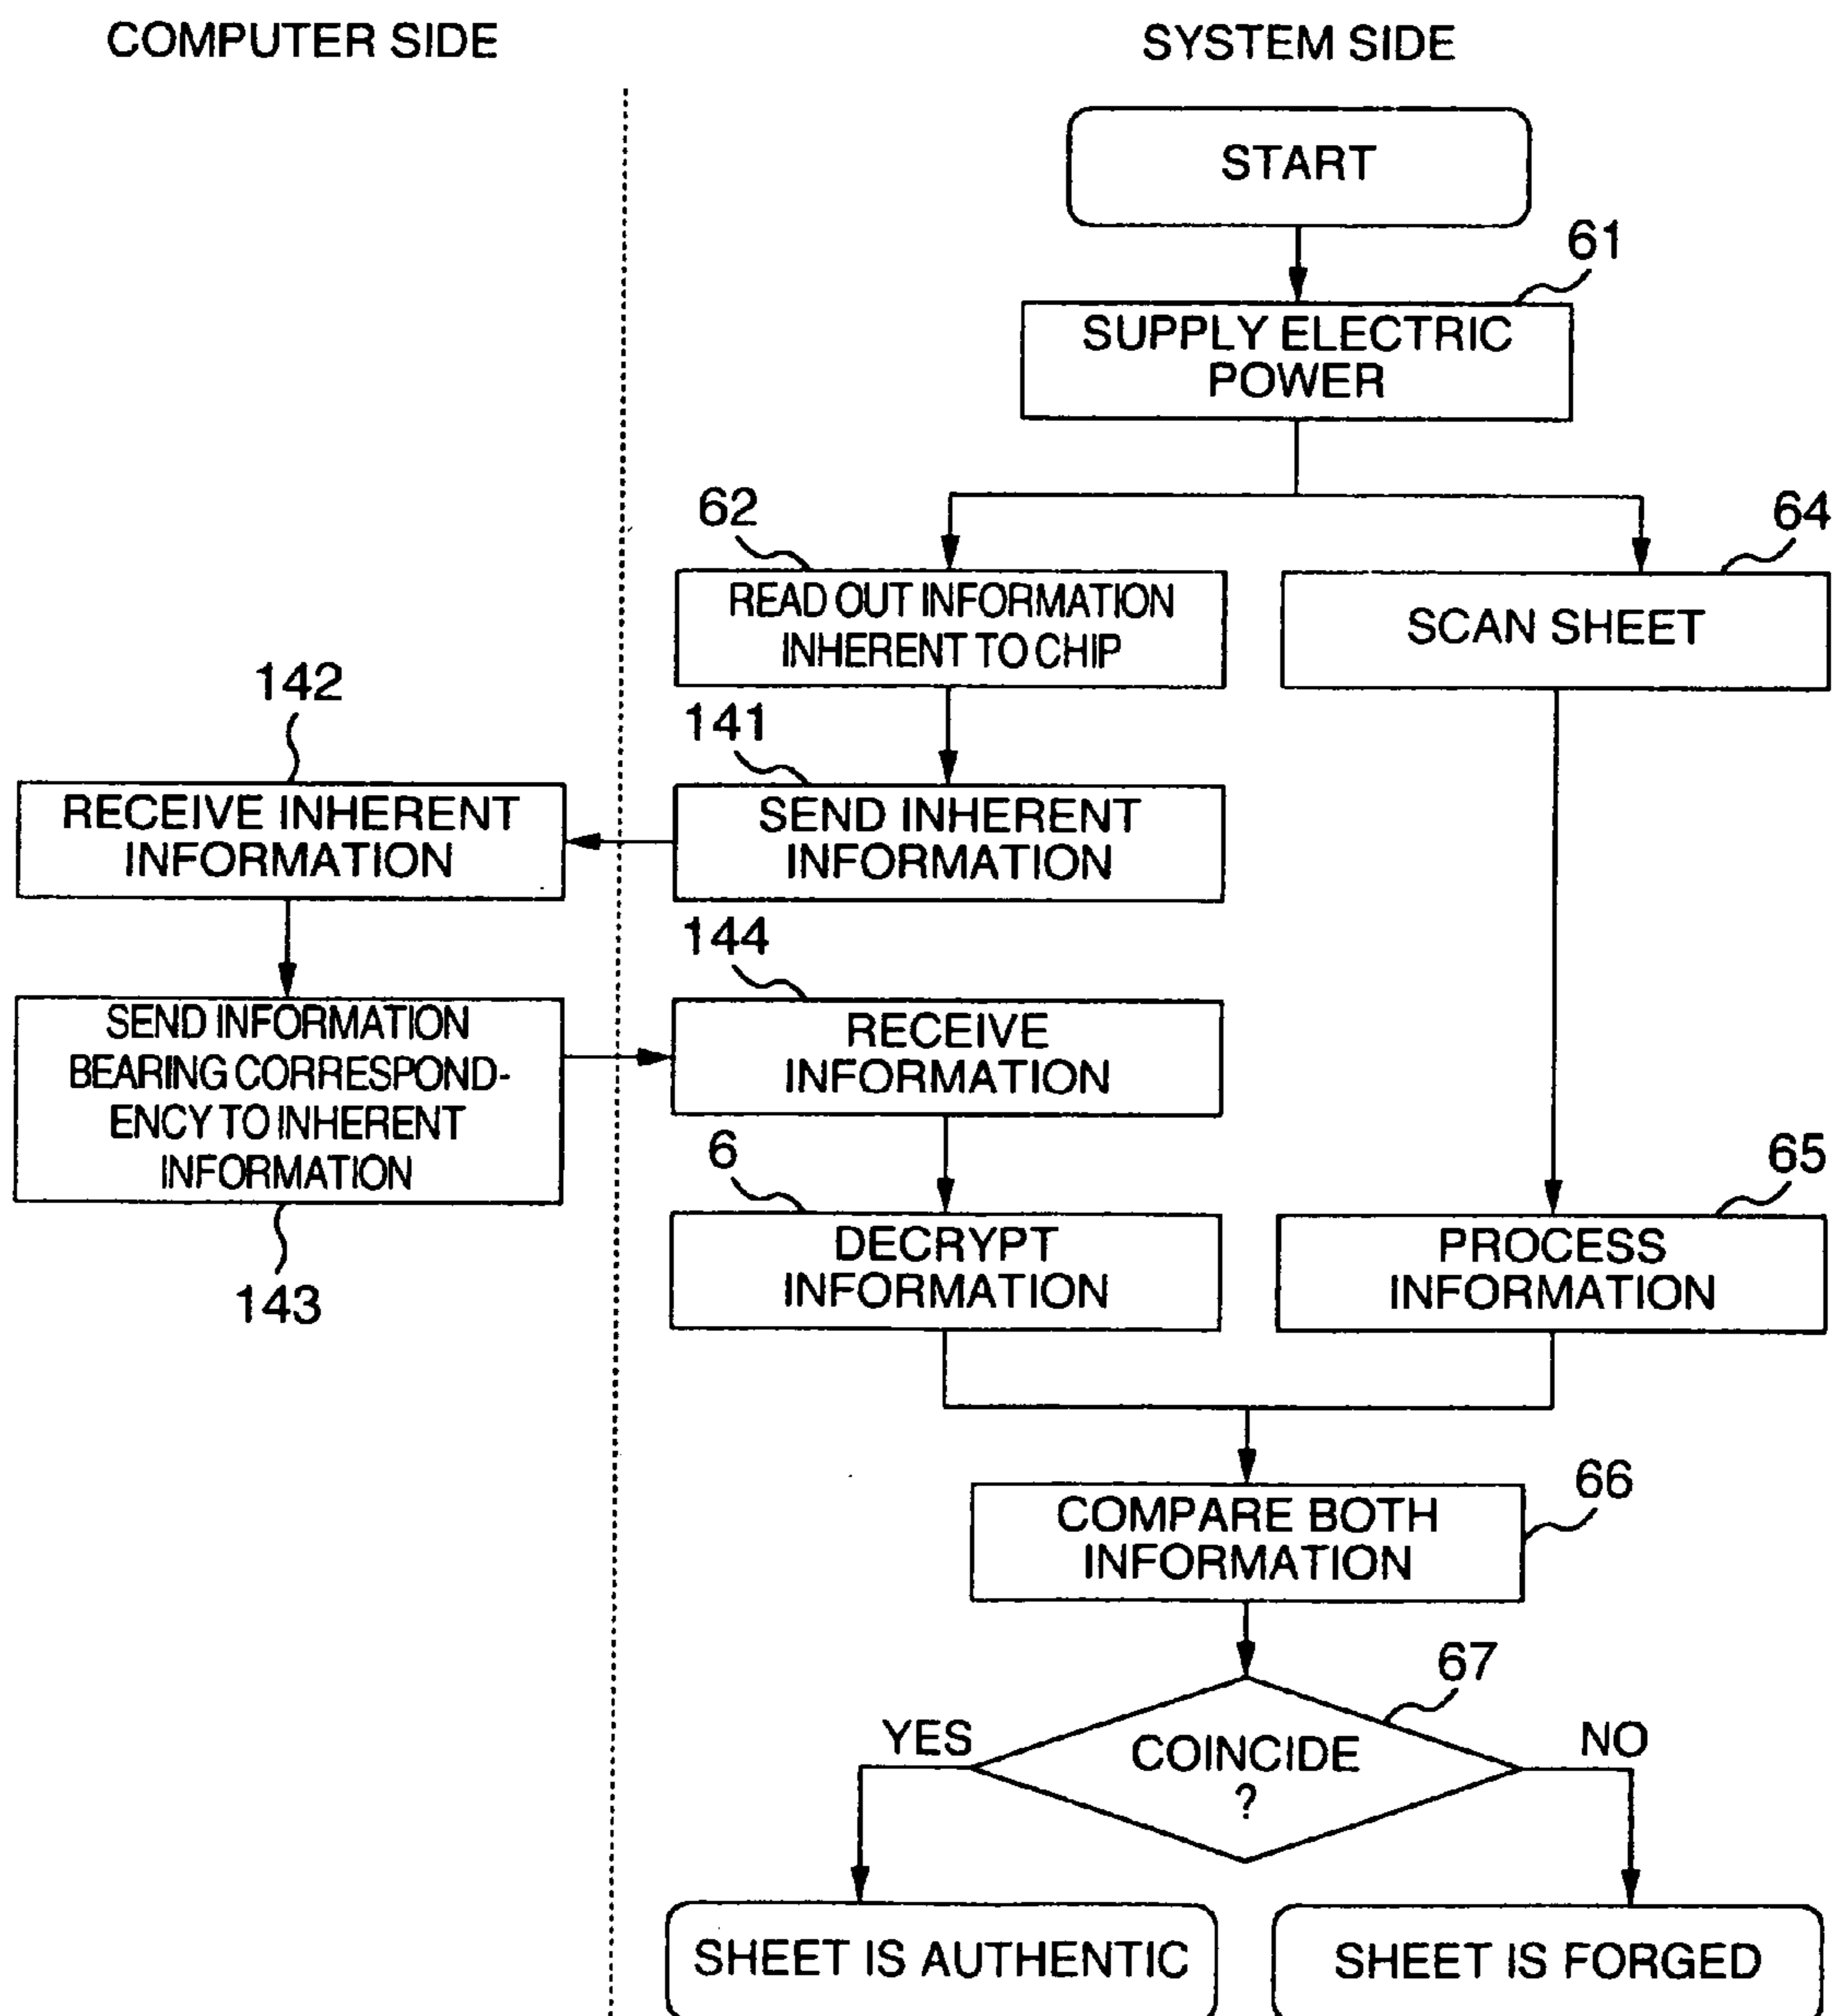 COMPUTER SIDE
SYSTEM SIDE
START
61
SUPPLY ELECTRIC
POWER
62
64
READ OUT INFORMATION
INHERENT TO CHIP
SCAN SHEET
142
141
RECEIVE INHERENT
INFORMATION
SEND INHERENT
INFORMATION
144
SEND INFORMATION
BEARING CORRESPOND-
ENCY TO INHERENT
INFORMATION
143
RECEIVE
INFORMATION
6
65
DECRYPT
INFORMATION
PROCESS
INFORMATION
66
COMPARE BOTH
INFORMATION
67
YES
COINCIDE
?
NO
SHEET IS AUTHENTIC
SHEET IS FORGED